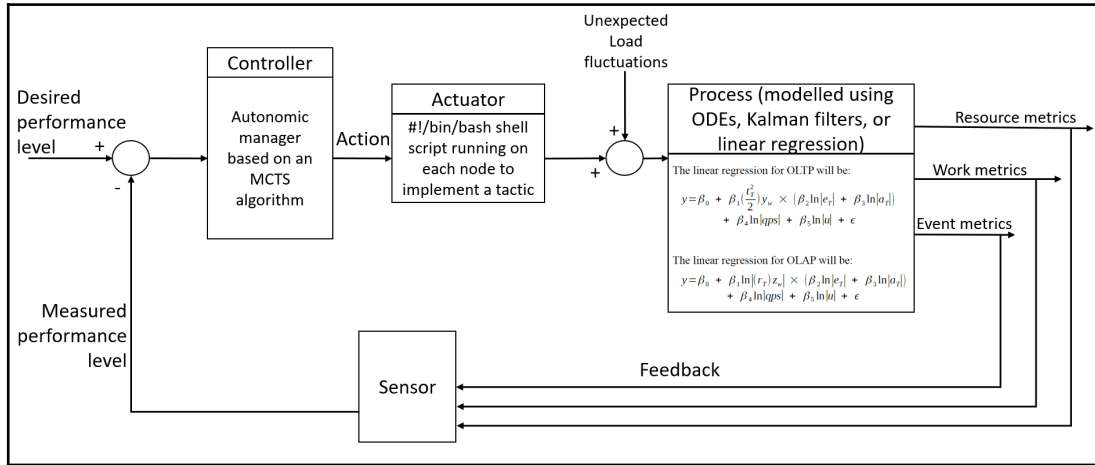 Unexpected
Load
fluctuations
Desired
performance
level
+
-
Controller
Autonomic
manager
based on an
MCTS
algorithm
Action
Actuator
#!/bin/bash shell
script running on
each node to
implement a tactic
+
+
Process (modelled using
ODEs, Kalman filters, or
linear regression)
The linear regression for OLTP will be:
y=β₀ + β₁(r_T²/2)y_w × (β₂ln|e_T| + β₃ln|a_T|)
+ β₄ln|qps| + β₅ln|u| + ϵ
The linear regression for OLAP will be:
y=β₀ + β₁ln|(r_T)z_w| × (β₂ln|e_T| + β₃ln|a_T|)
+ β₄ln|qps| + β₅ln|u| + ϵ
Resource metrics
Work metrics
Event metrics
Measured
performance
level
Sensor
Feedback